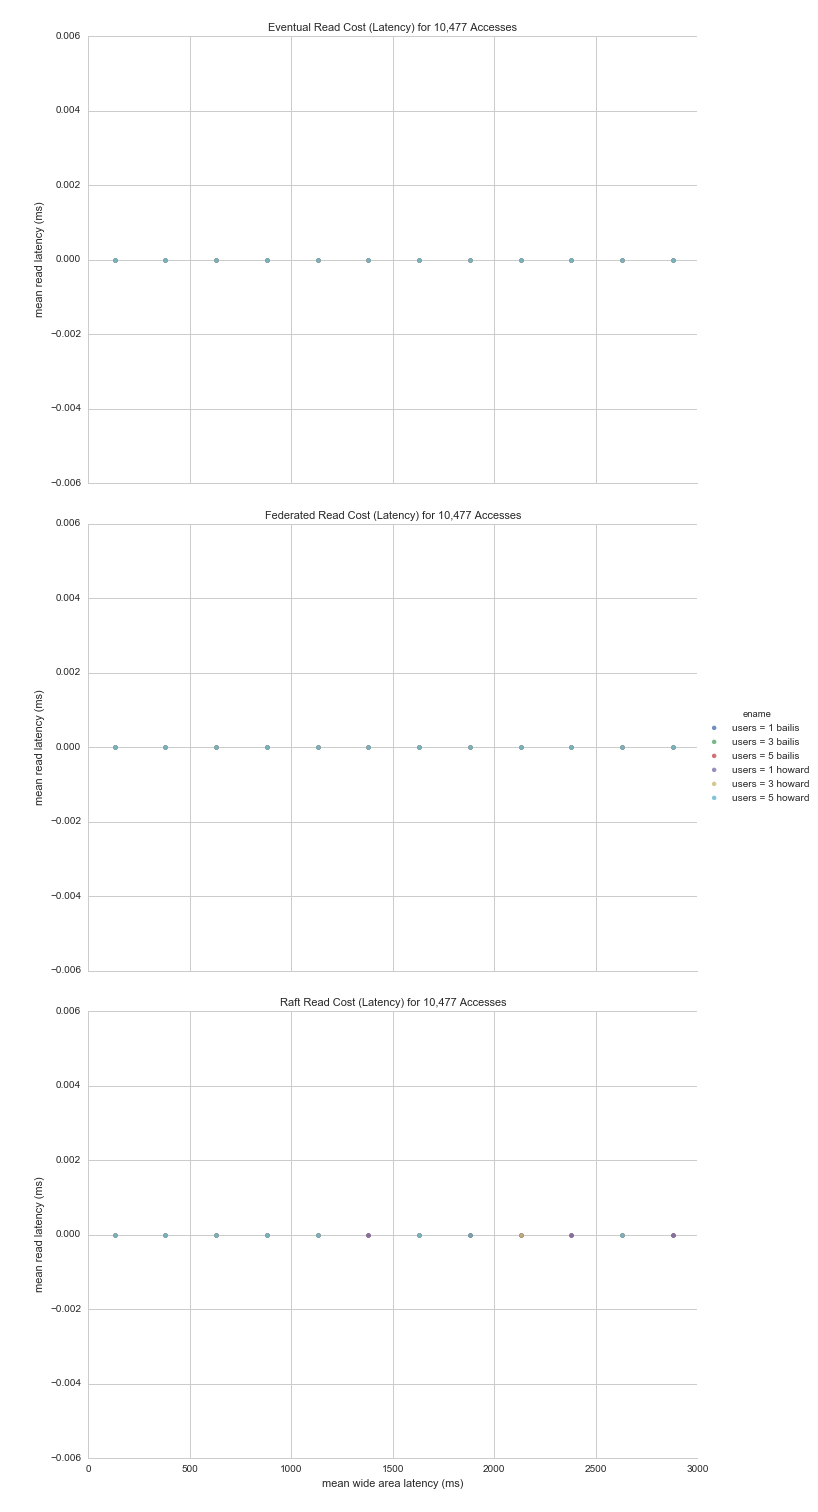 Eventual Read Cost (Latency) for 10,477 Accesses
0.006
0.004
0.002
0.000
−0.002
−0.004
−0.006
mean read latency (ms)
Federated Read Cost (Latency) for 10,477 Accesses
0.006
0.004
0.002
0.000
−0.002
−0.004
−0.006
mean read latency (ms)
ename
users = 1 bailis
users = 3 bailis
users = 5 bailis
users = 1 howard
users = 3 howard
users = 5 howard
Raft Read Cost (Latency) for 10,477 Accesses
0.006
0.004
0.002
0.000
−0.002
−0.004
−0.006
mean read latency (ms)
0 500 1000 1500 2000 2500 3000
mean wide area latency (ms)